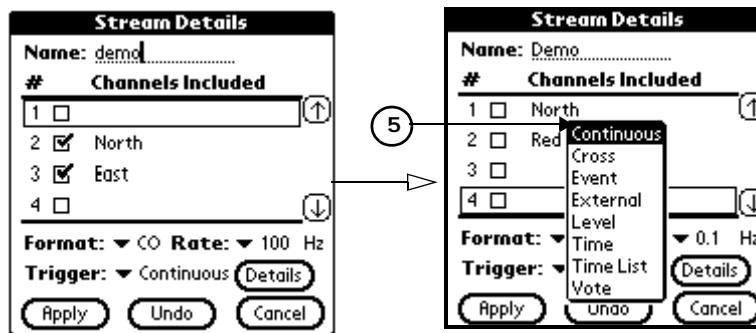 Stream Details
Name: demo
# Channels Included
1
2 North
3 East
4
Format: CO Rate: 100 Hz
Trigger: Continuous Details
Apply Undo Cancel
5
Stream Details
Name: Demo
# Channels Included
1 North
2 Red
3
4
Continuous
Cross
Event
External
Level
Time
Time List
Vote
Format: 0.1 Hz
Trigger: Details
Apply Undo Cancel